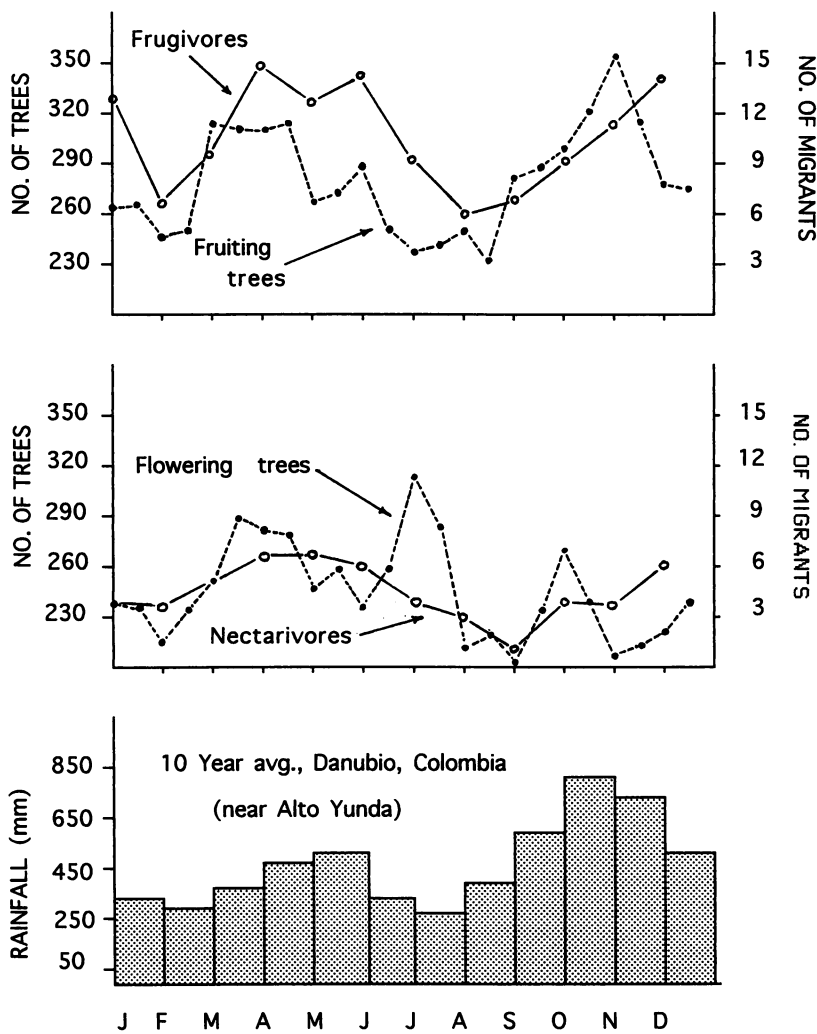 Frugivores
350
320
290
260
230
NO. OF TREES
15
12
9
6
3
NO. OF MIGRANTS
Fruiting
trees
350
320
290
260
230
NO. OF TREES
15
12
9
6
3
NO. OF MIGRANTS
Flowering trees
Nectarivores
850
650
450
250
50
RAINFALL (mm)
10 Year avg., Danubio, Colombia
(near Alto Yunda)
J F M A M J J A S O N D